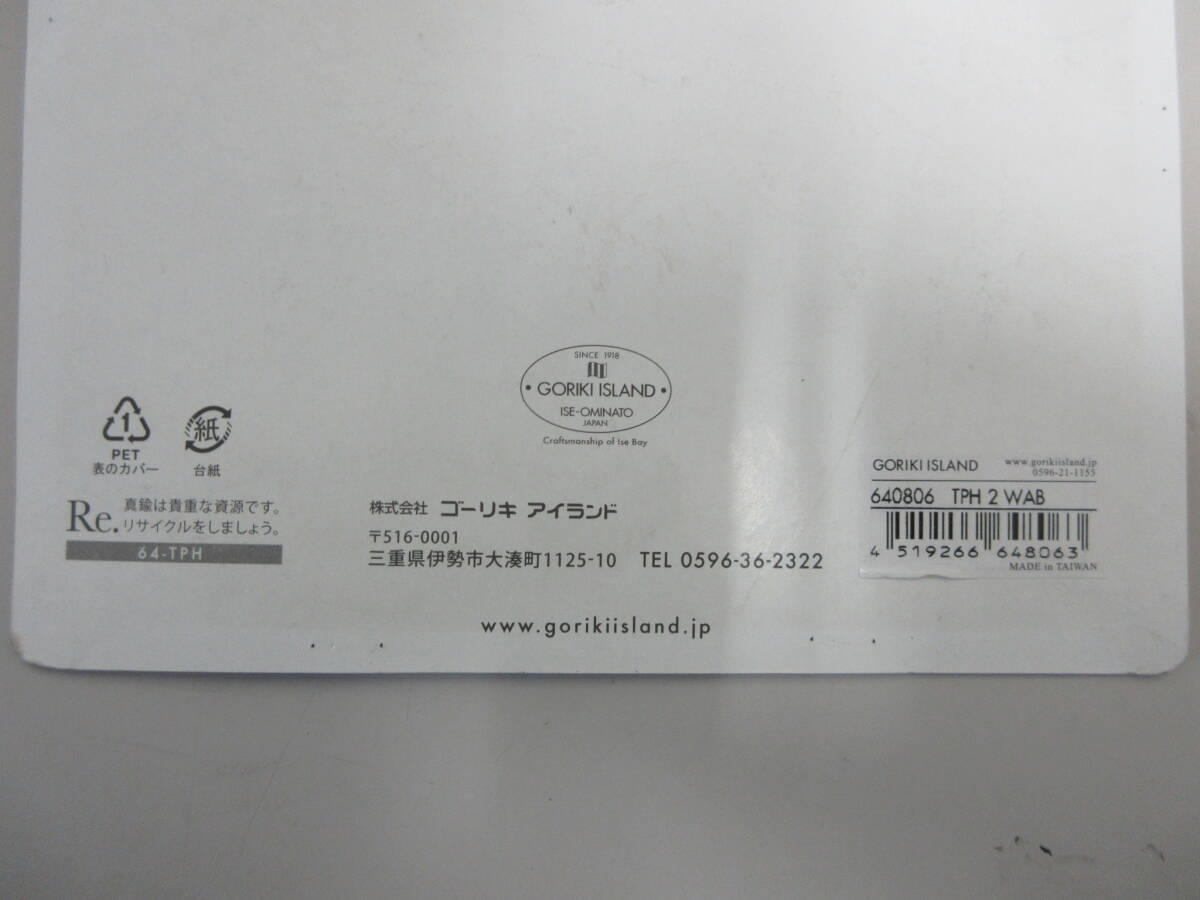 SINCE 1918
• GORIKI ISLAND •
ISE-OMINATO
JAPAN
Craftsmanship of Ise Bay
1
PET
表のカバー
紙
台紙
Re. 真鍮は貴重な資源です。
リサイクルをしましょう。
64-TPH
株式会社 ゴーリキ アイランド
〒516-0001
三重県伊勢市大湊町1125-10 TEL 0596-36-2322
www.gorikiisland.jp
GORIKI ISLAND www.gorikiisland.jp
0596-21-1155
640806 TPH 2 WAB
4 519266 648063
MADE in TAIWAN